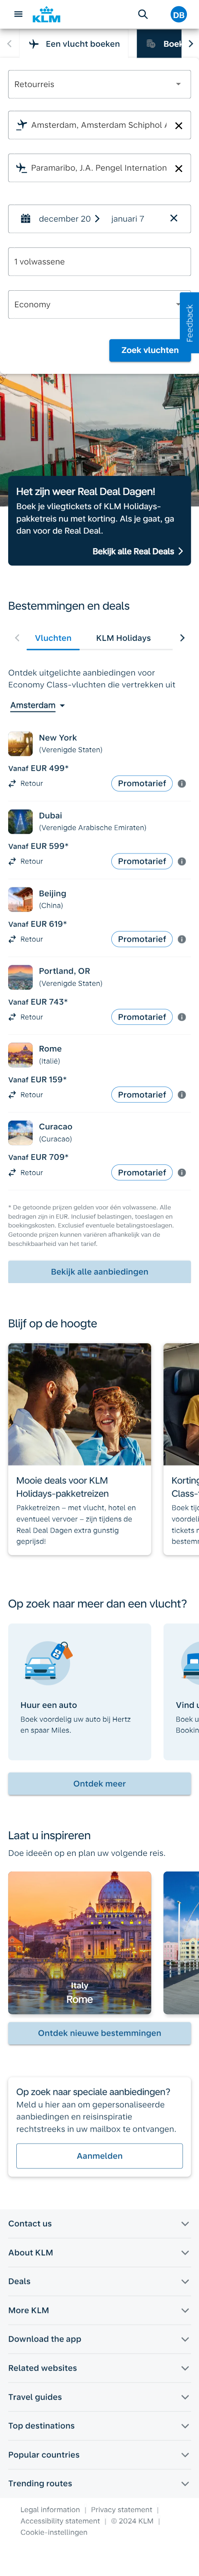 KLM
DB
Een vlucht boeken
Boek
Retourreis
Amsterdam, Amsterdam Schiphol A
Paramaribo, J.A. Pengel Internation
december 20
januari 7
1 volwassene
Economy
Feedback
Zoek vluchten
Het zijn weer Real Deal Dagen!
Boek je vliegtickets of KLM Holidays-
pakketreis nu met korting. Als je gaat, ga
dan voor de Real Deal.
Bekijk alle Real Deals
Bestemmingen en deals
Vluchten
KLM Holidays
Ontdek uitgelichte aanbiedingen voor
Economy Class-vluchten die vertrekken uit
Amsterdam
New York
(Verenigde Staten)
Vanaf EUR 499*
Retour
Promotarief
Dubai
(Verenigde Arabische Emiraten)
Vanaf EUR 599*
Retour
Promotarief
Beijing
(China)
Vanaf EUR 619*
Retour
Promotarief
Portland, OR
(Verenigde Staten)
Vanaf EUR 743*
Retour
Promotarief
Rome
(Italië)
Vanaf EUR 159*
Retour
Promotarief
Curacao
(Curacao)
Vanaf EUR 709*
Retour
Promotarief
* De getoonde prijzen gelden voor één volwassene. Alle
bedragen zijn in EUR. Inclusief belastingen, toeslagen en
boekingskosten. Exclusief eventuele betalingstoeslagen.
Getoonde prijzen kunnen variëren afhankelijk van de
beschikbaarheid van het tarief.
Bekijk alle aanbiedingen
Blijf op de hoogte
Mooie deals voor KLM
Holidays-pakketreizen
Pakketreizen – met vlucht, hotel en
eventueel vervoer – zijn tijdens de
Real Deal Dagen extra gunstig
geprijsd!
Korting
Class-
Boek tijd
voordeli
tickets n
bestemm
Op zoek naar meer dan een vlucht?
Huur een auto
Boek voordelig uw auto bij Hertz
en spaar Miles.
Vind u
Boek u
Bookin
Ontdek meer
Laat u inspireren
Doe ideeën op en plan uw volgende reis.
Italy
Rome
Ontdek nieuwe bestemmingen
Op zoek naar speciale aanbiedingen?
Meld u hier aan om gepersonaliseerde
aanbiedingen en reisinspiratie
rechtstreeks in uw mailbox te ontvangen.
Aanmelden
Contact us
About KLM
Deals
More KLM
Download the app
Related websites
Travel guides
Top destinations
Popular countries
Trending routes
Legal information | Privacy statement |
Accessibility statement | © 2024 KLM |
Cookie-instellingen